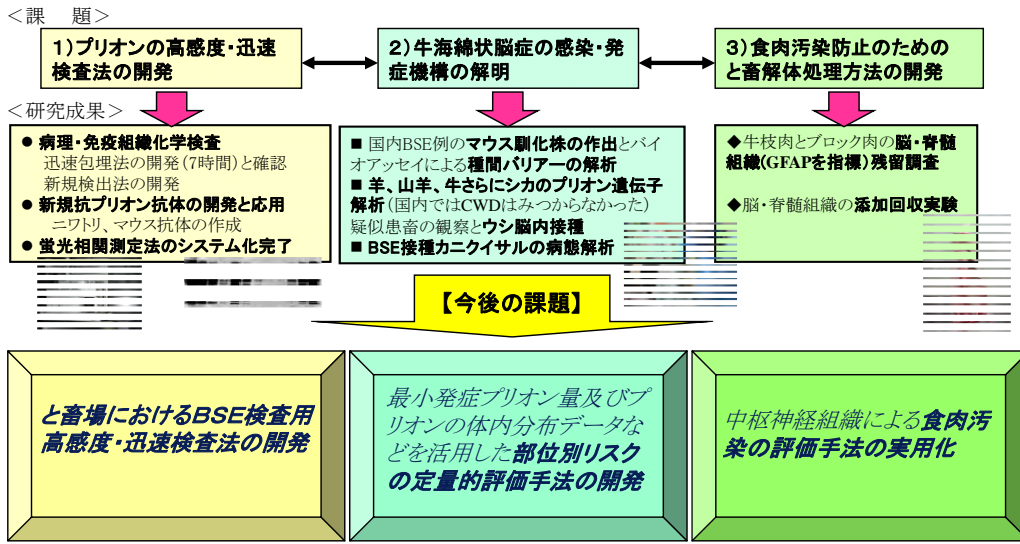 <課　題>
1)プリオンの高感度・迅速
検査法の開発
2)牛海綿状脳症の感染・発
症機構の解明
3)食肉汚染防止のための
と畜解体処理方法の開発
<研究成果>
● 病理・免疫組織化学検査
迅速包埋法の開発(7時間)と確認
新規検出法の開発
● 新規抗プリオン抗体の開発と応用
ニワトリ、マウス抗体の作成
● 蛍光相関測定法のシステム化完了
■ 国内BSE例のマウス馴化株の作出とバイ
オアッセイによる種間バリアーの解析
■ 羊、山羊、牛さらにシカのプリオン遺伝子
解析(国内ではCWDはみつからなかった)
疑似患畜の観察とウシ脳内接種
■ BSE接種カニクイサルの病態解析
◆牛枝肉とブロック肉の脳・脊髄
組織(GFAPを指標)残留調査
◆脳・脊髄組織の添加回収実験
【今後の課題】
と畜場におけるBSE検査用
高感度・迅速検査法の開発
最小発症プリオン量及びプ
リオンの体内分布データな
どを活用した部位別リスク
の定量的評価手法の開発
中枢神経組織による食肉汚
染の評価手法の実用化